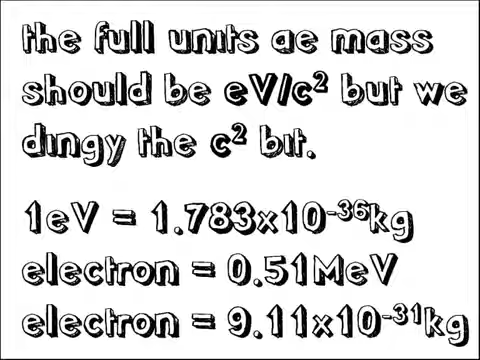 the full units ae mass
should be eV/c² but we
dingy the c² bit.
1eV = 1.783x10⁻³⁶kg
electron = 0.51MeV
electron = 9.11x10⁻³¹kg